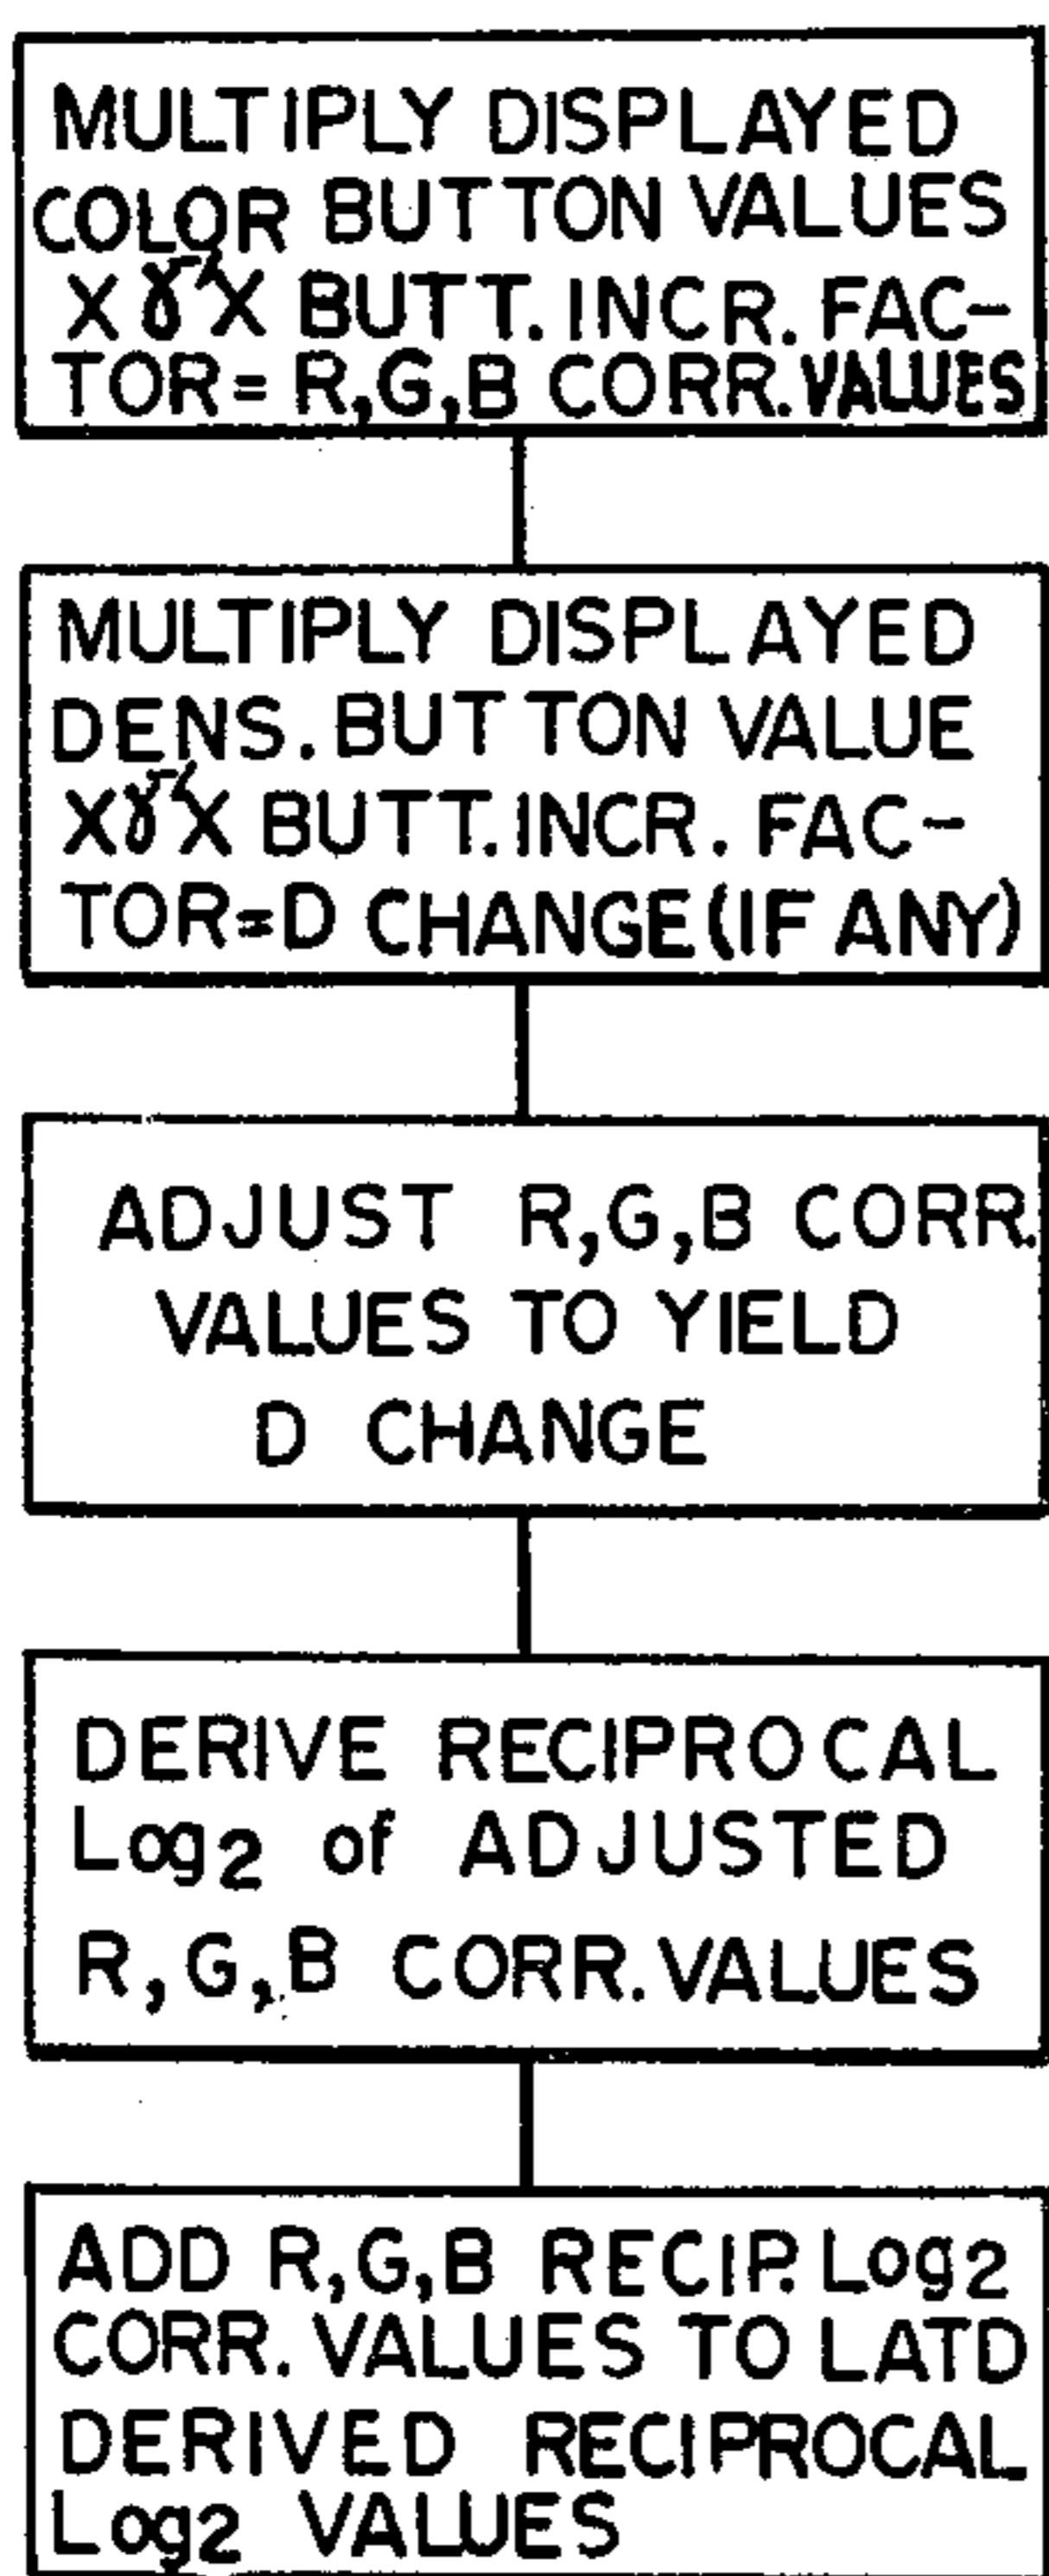 MULTIPLY DISPLAYED
COLOR BUTTON VALUES
X X BUTT. INCR. FAC-
TOR = R,G,B CORR. VALUES
MULTIPLY DISPLAYED
DENS. BUTTON VALUE
X X BUTT. INCR. FAC-
TOR=D CHANGE (IF ANY)
ADJUST R,G,B CORR.
VALUES TO YIELD
D CHANGE
DERIVE RECIPROCAL
Log2 of ADJUSTED
R,G,B CORR. VALUES
ADD R,G,B RECIP. Log2
CORR. VALUES TO LATD
DERIVED RECIPROCAL
Log2 VALUES